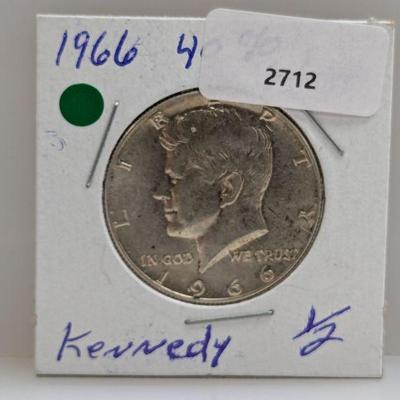 1966 40 %
2712
LIBERTY
IN GOD WE TRUST
1966
Kennedy 1/2